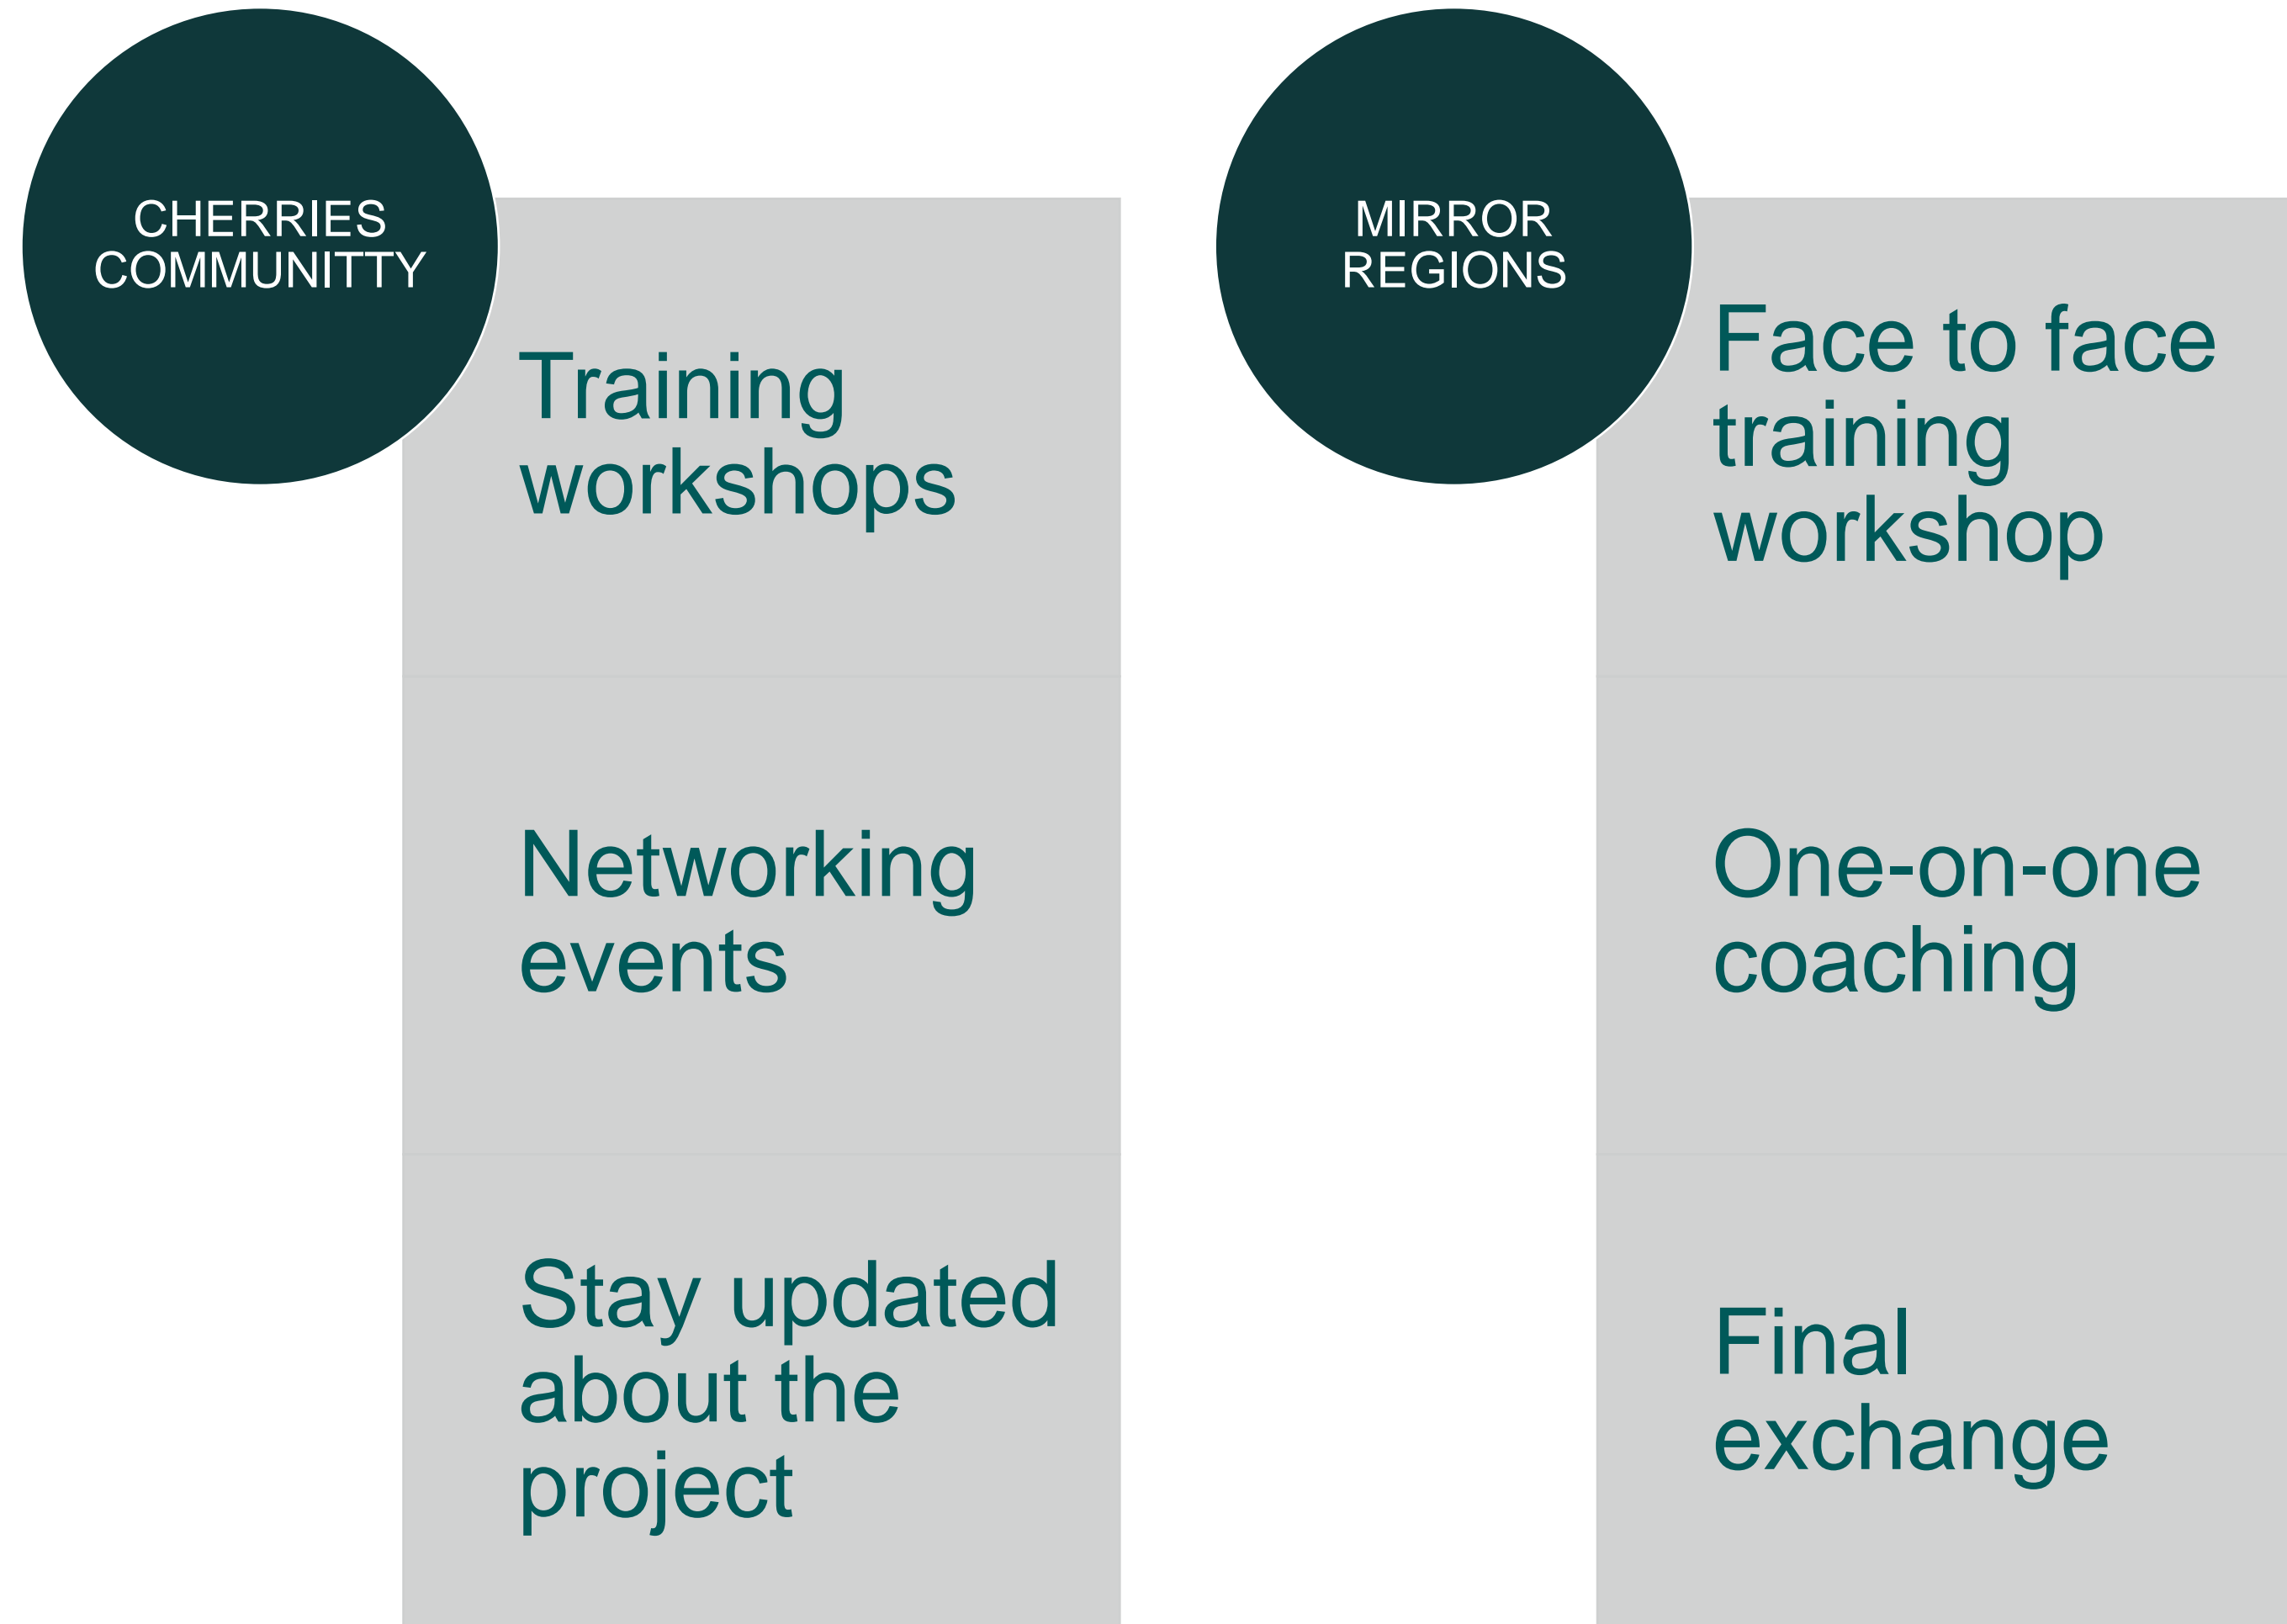 CHERRIES
COMMUNITTY
Training
workshops
Networking
events
Stay updated
about the
project
MIRROR
REGIONS
Face to face
training
workshop
One-on-one
coaching
Final
exchange